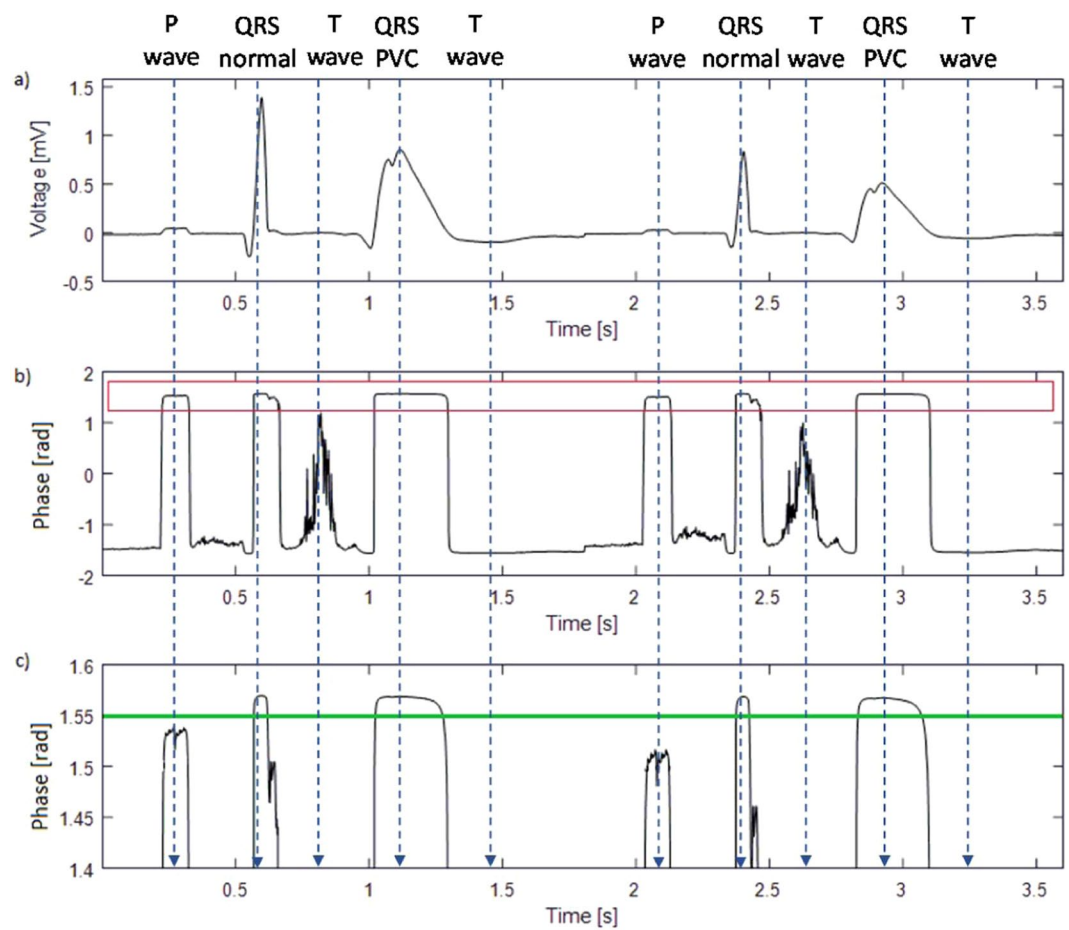 P QRS T QRS T P QRS T QRS T
wave normal wave PVC wave wave normal wave PVC wave
a)
1.5
1
0.5
0
-0.5
Voltage [mV]
0.5 1 1.5 2 2.5 3 3.5
Time [s]
b)
2
1
0
-1
-2
Phase [rad]
0.5 1 1.5 2 2.5 3 3.5
Time [s]
c)
1.6
1.55
1.5
1.45
1.4
Phase [rad]
0.5 1 1.5 2 2.5 3 3.5
Time [s]